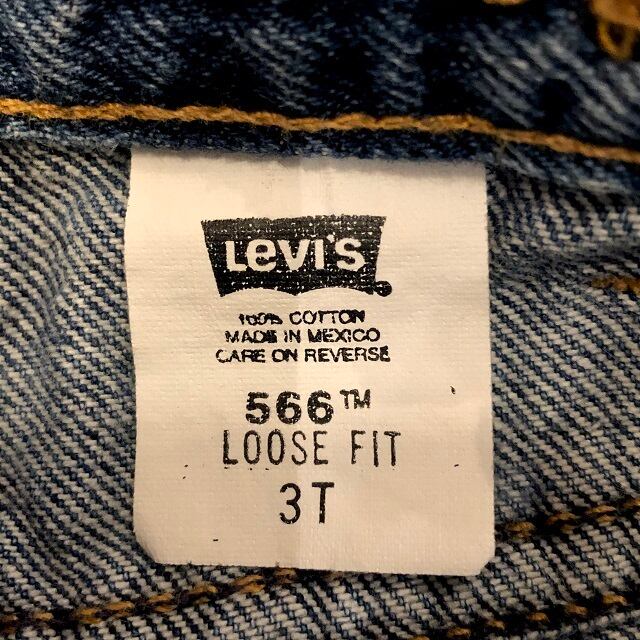 Levi's
100% COTTON
MADE IN MEXICO
CARE ON REVERSE
566™
LOOSE FIT
3T